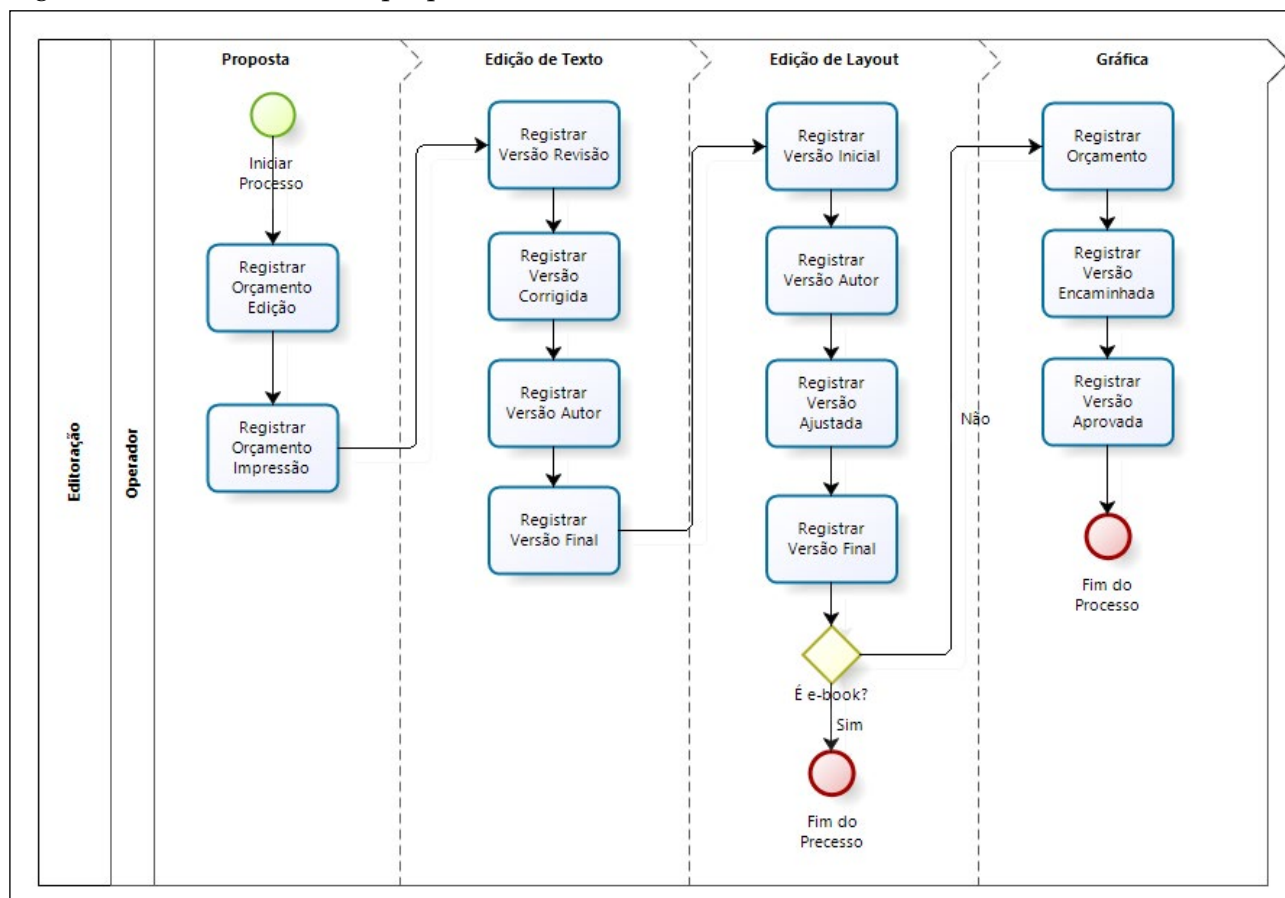 Editoração
Operador
Proposta
Iniciar
Processo
Registrar
Orçamento
Edição
Registrar
Orçamento
Impressão
Edição de Texto
Registrar
Versão Revisão
Registrar
Versão
Corrigida
Registrar
Versão Autor
Registrar
Versão Final
Edição de Layout
Registrar
Versão Inicial
Registrar
Versão Autor
Registrar
Versão
Ajustada
Registrar
Versão Final
É e-book?
Sim
Fim do
Precesso
Não
Gráfica
Registrar
Orçamento
Registrar
Versão
Encaminhada
Registrar
Versão
Aprovada
Fim do
Processo